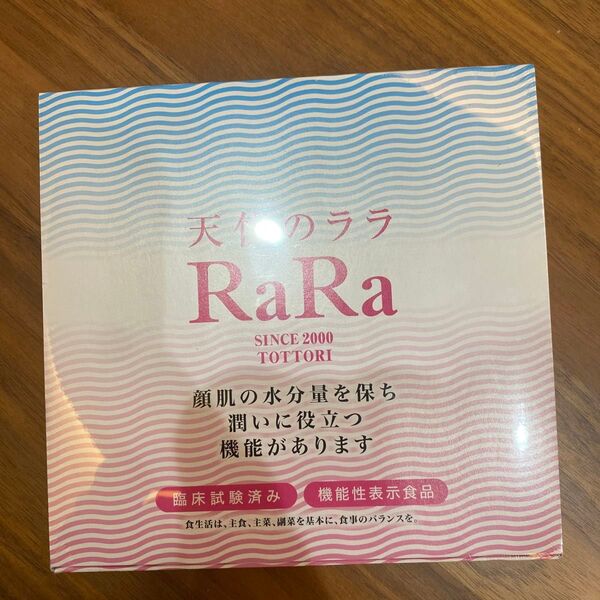 天使のララ
RaRa
SINCE 2000
TOTTORI
顔肌の水分量を保ち
潤いに役立つ
機能があります
臨床試験済み 機能性表示食品
食生活は、主食、主菜、副菜を基本に、食事のバランスを。